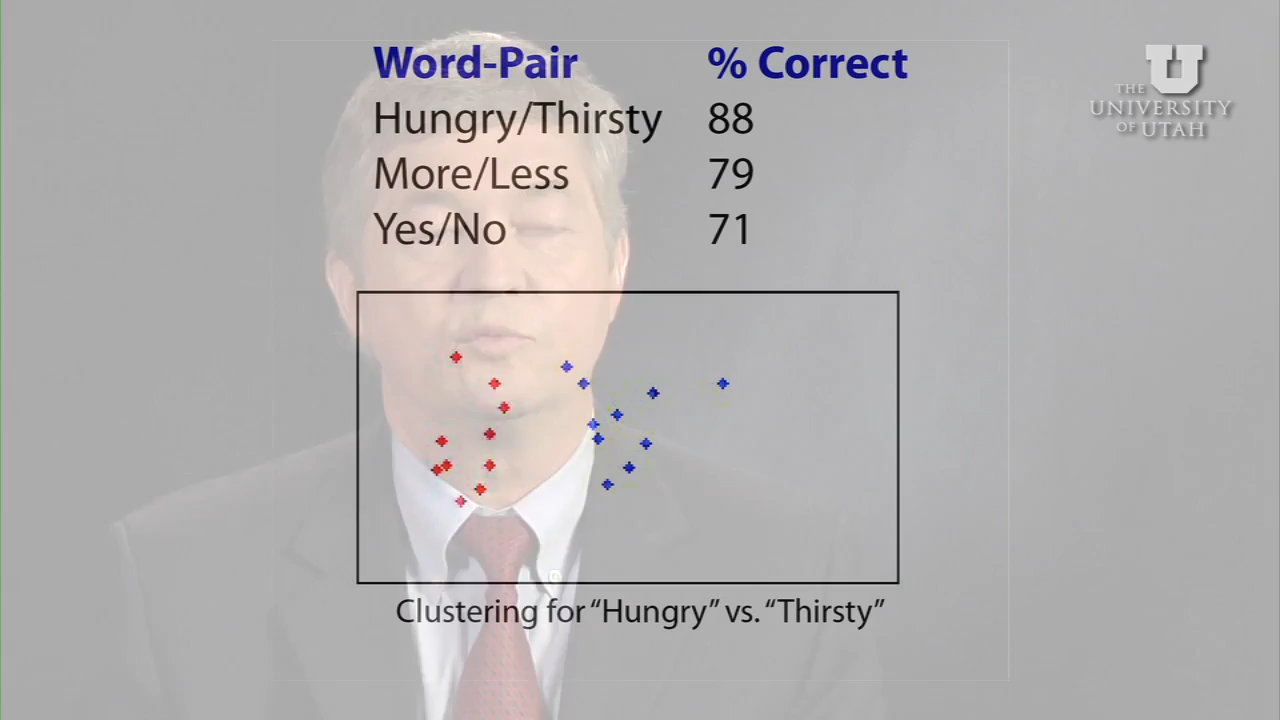 Word-Pair % Correct
Hungry/Thirsty 88
More/Less 79
Yes/No 71
Clustering for “Hungry” vs. “Thirsty”
U
THE
UNIVERSITY
OF UTAH